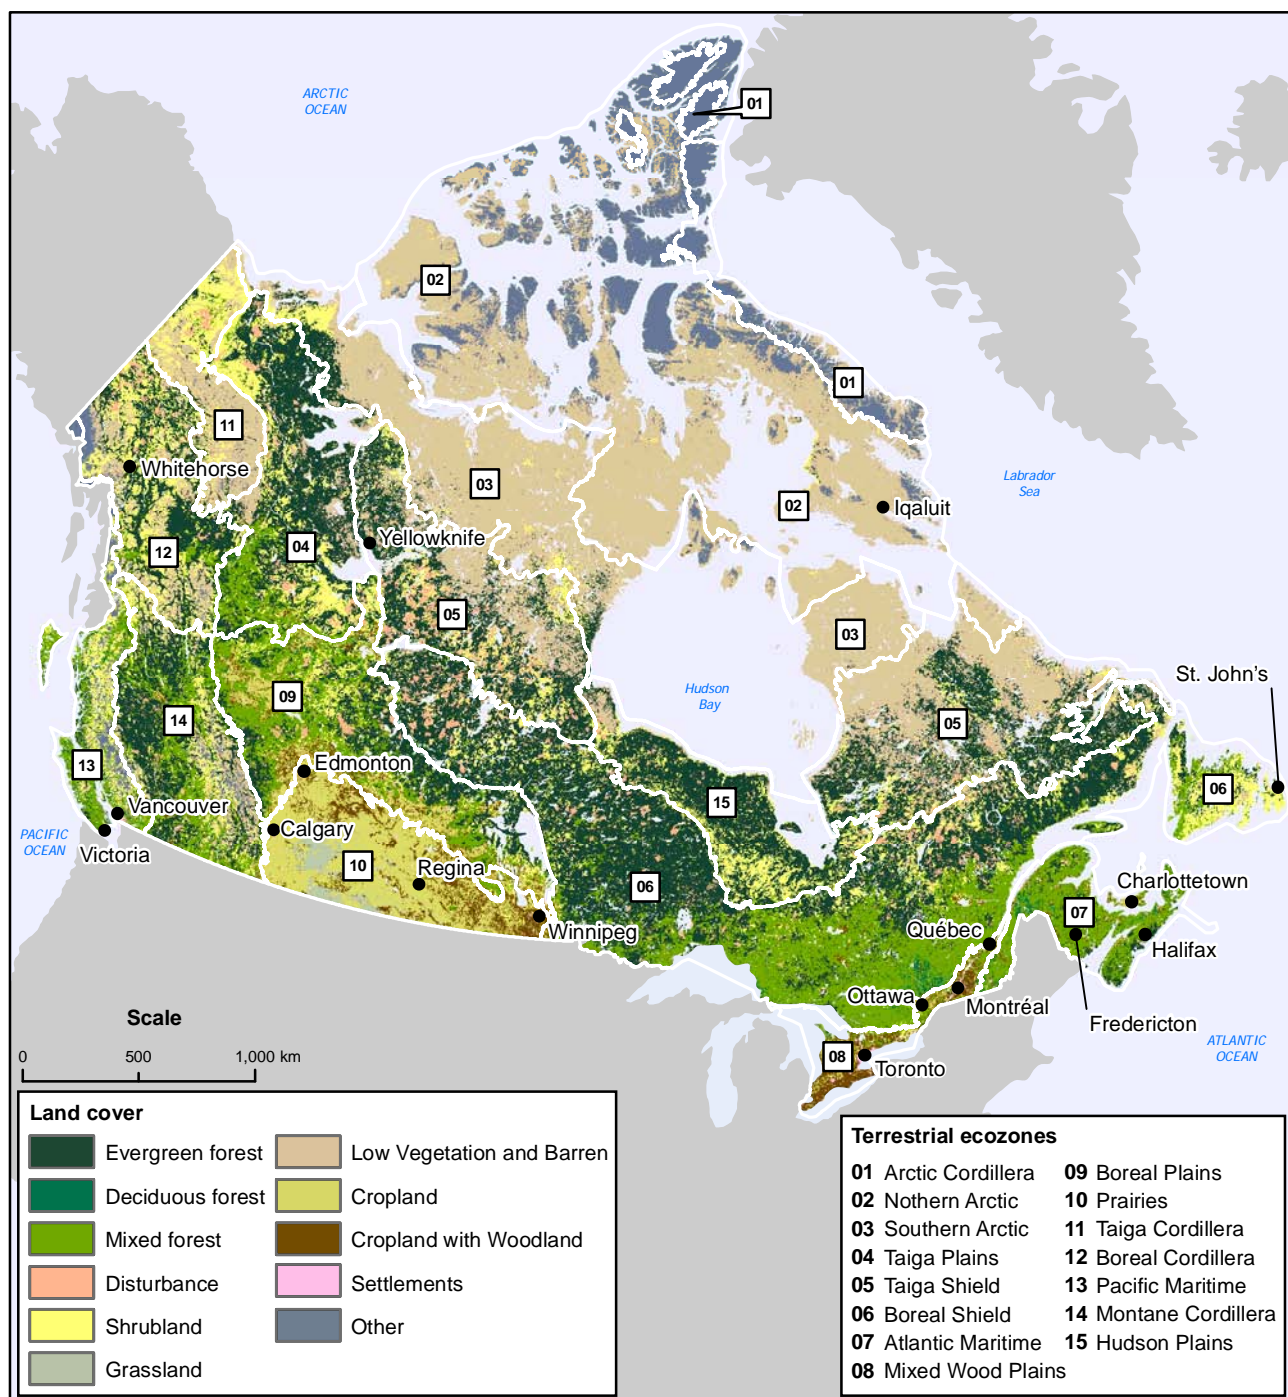 ARCTIC
OCEAN
01
02
01
11
Whitehorse
03
Labrador
Sea
02
Iqaluit
12
04
Yellowknife
05
03
St. John's
09
Hudson
Bay
14
05
13
Edmonton
06
15
Vancouver
PACIFIC
OCEAN
Calgary
Victoria
10
Regina
06
Charlottetown
07
Winnipeg
Québec
Halifax
Ottawa
Montréal
Fredericton
Scale
ATLANTIC
OCEAN
0 500 1,000 km
08
Toronto
Land cover
Evergreen forest
Deciduous forest
Mixed forest
Disturbance
Shrubland
Grassland
Low Vegetation and Barren
Cropland
Cropland with Woodland
Settlements
Other
Terrestrial ecozones
01 Arctic Cordillera
02 Nothern Arctic
03 Southern Arctic
04 Taiga Plains
05 Taiga Shield
06 Boreal Shield
07 Atlantic Maritime
08 Mixed Wood Plains
09 Boreal Plains
10 Prairies
11 Taiga Cordillera
12 Boreal Cordillera
13 Pacific Maritime
14 Montane Cordillera
15 Hudson Plains